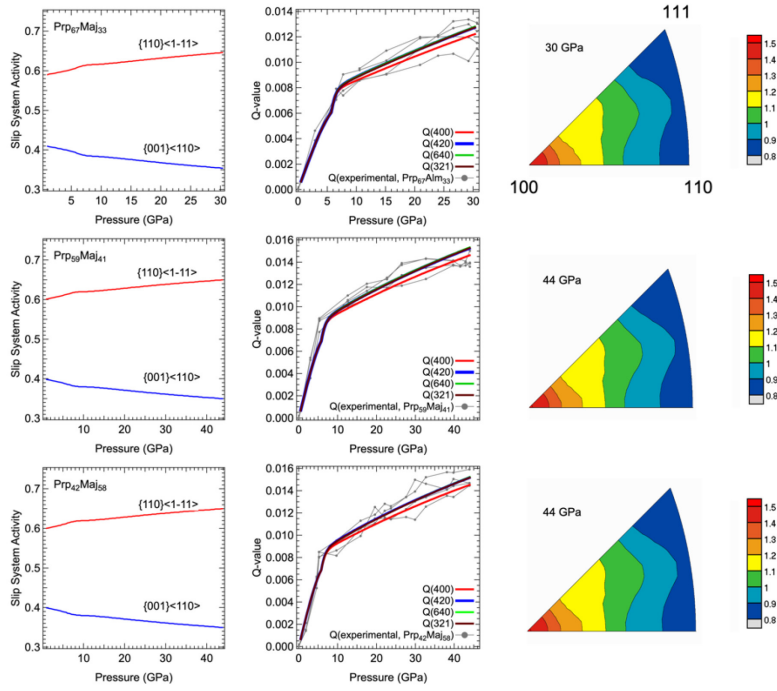 Prp67Maj33
{110}<1-11>
{001}<110>
Slip System Activity
0.7
0.6
0.5
0.4
0.3
5 10 15 20 25 30
Pressure (GPa)
Q-value
0.016
0.014
0.012
0.010
0.008
0.006
0.004
0.002
0.000
Q(400)
Q(420)
Q(640)
Q(321)
Q(experimental, Prp67Alm33)
0 5 10 15 20 25 30
Pressure (GPa)
111
30 GPa
100
110
1.5
1.4
1.3
1.2
1.1
1
0.9
0.8
Prp59Maj41
{110}<1-11>
{001}<110>
Slip System Activity
0.7
0.6
0.5
0.4
0.3
10 20 30 40
Pressure (GPa)
Q-value
0.016
0.014
0.012
0.010
0.008
0.006
0.004
0.002
0.000
Q(400)
Q(420)
Q(640)
Q(321)
Q(experimental, Prp59Maj41)
0 5 10 15 20 25 30 35 40
Pressure (GPa)
44 GPa
1.5
1.4
1.3
1.2
1.1
1
0.9
0.8
Prp42Maj58
{110}<1-11>
{001}<110>
Slip System Activity
0.7
0.6
0.5
0.4
0.3
10 20 30 40
Pressure (GPa)
Q-value
0.016
0.014
0.012
0.010
0.008
0.006
0.004
0.002
0.000
Q(400)
Q(420)
Q(640)
Q(321)
Q(experimental, Prp42Maj58)
0 5 10 15 20 25 30 35 40
Pressure (GPa)
44 GPa
1.5
1.4
1.3
1.2
1.1
1
0.9
0.8